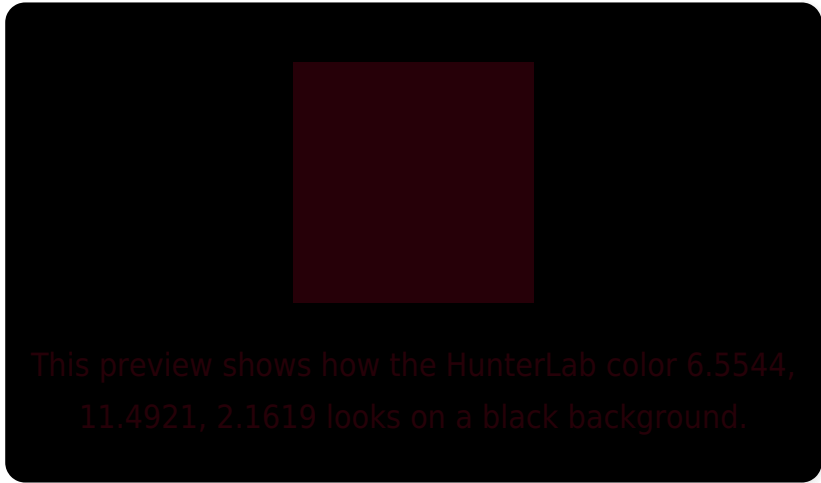 This preview shows how the HunterLab color 6.5544,
11.4921, 2.1619 looks on a black background.